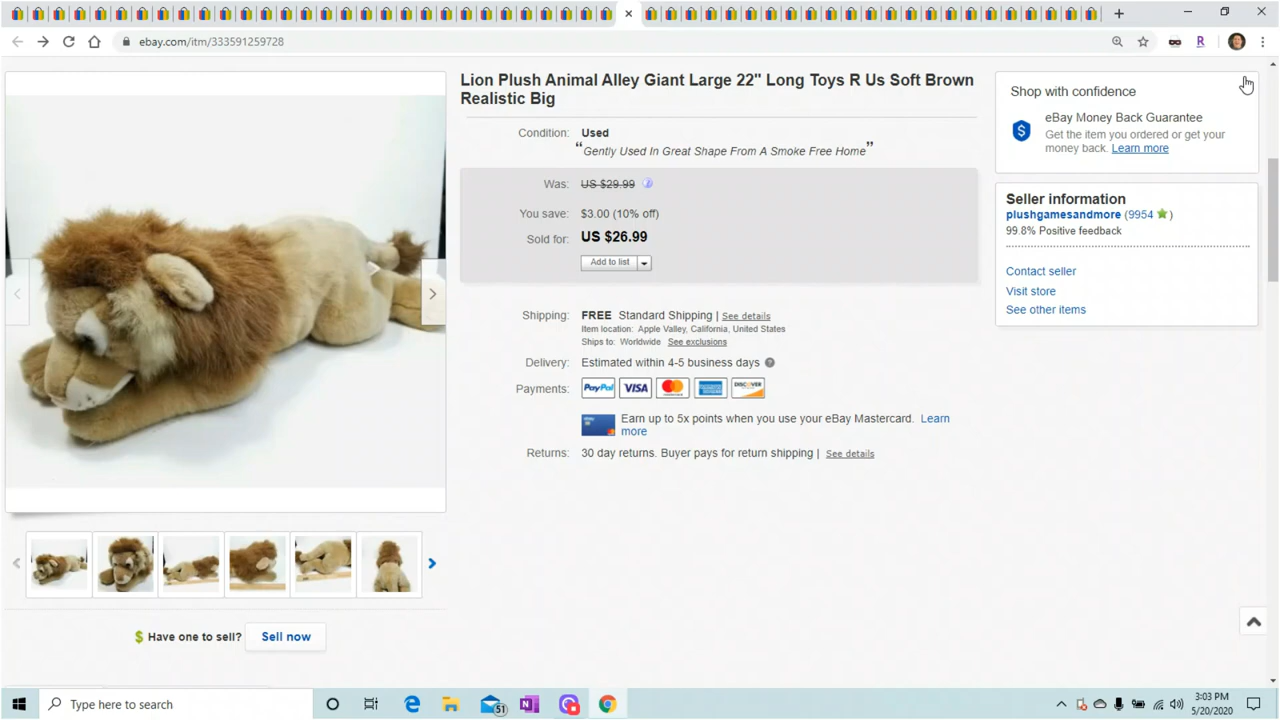 ebay.com/itm/333591259728
R
Lion Plush Animal Alley Giant Large 22" Long Toys R Us Soft Brown
Realistic Big
Condition: Used
“Gently Used In Great Shape From A Smoke Free Home”
Was: US $29.99
You save: $3.00 (10% off)
Sold for: US $26.99
Add to list
Shipping: FREE Standard Shipping | See details
Item location: Apple Valley, California, United States
Ships to: Worldwide See exclusions
Delivery: Estimated within 4-5 business days ?
Payments: PayPal VISA MasterCard AMERICAN EXPRESS DISCOVER
Earn up to 5x points when you use your eBay Mastercard. Learn
more
Returns: 30 day returns. Buyer pays for return shipping | See details
Shop with confidence
eBay Money Back Guarantee
Get the item you ordered or get your
money back. Learn more
Seller information
plushgamesandmore (9954 )
99.8% Positive feedback
Contact seller
Visit store
See other items
$ Have one to sell? Sell now
Type here to search
51
3:03 PM
5/20/2020